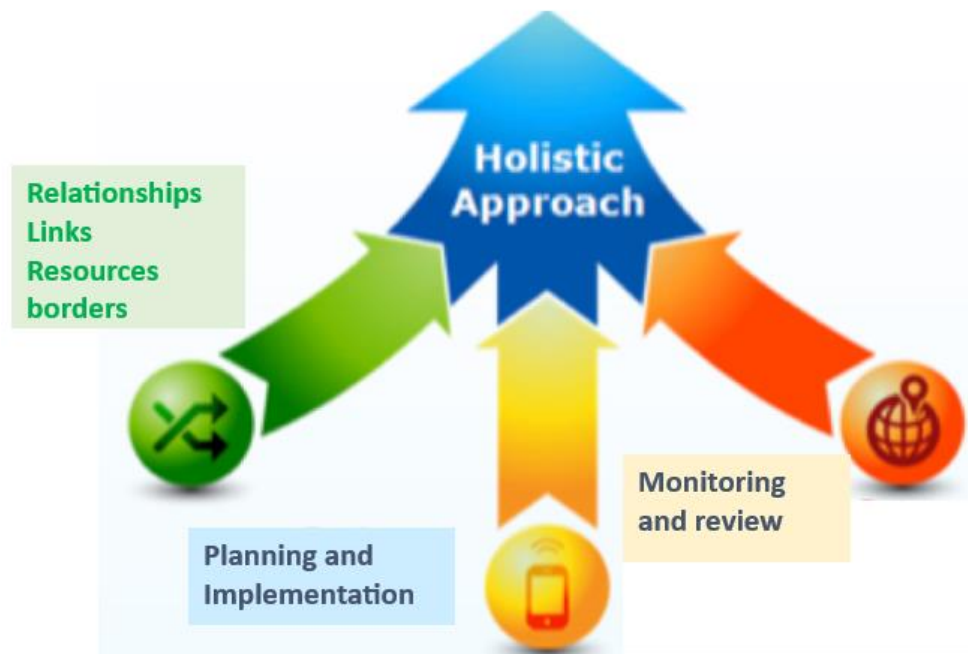 Holistic
Approach
Relationships
Links
Resources
borders
Monitoring
and review
Planning and
Implementation